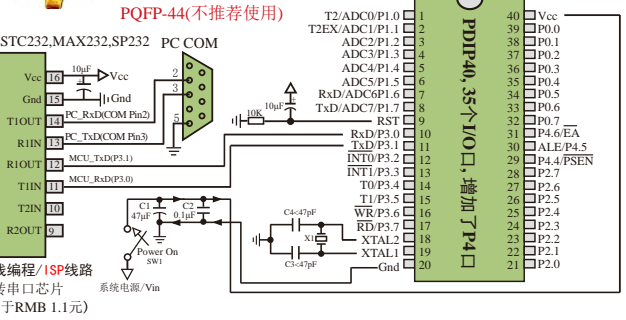 PQFP-44(不推荐使用)
STC232,MAX232,SP232 PC COM
Vcc 16 10μF Vcc
Gnd 15 Gnd
T1OUT 14 PC_RxD(COM Pin2)
R1IN 13 PC_TxD(COM Pin3)
R1OUT 12 MCU_TxD(P3.1)
T1IN 11 MCU_RxD(P3.0)
T2IN 10
R2OUT 9
2
3
5
10μF
10K
C1 47μF
C2 0.1μF
Power On
SW1
系统电源/Vin
C4<47pF
X1
C3<47pF
线编程/ISP线路
转串口芯片
于RMB 1.1元)
T2/ADC0/P1.0 1
T2EX/ADC1/P1.1 2
ADC2/P1.2 3
ADC3/P1.3 4
ADC4/P1.4 5
ADC5/P1.5 6
RxD/ADC6/P1.6 7
TxD/ADC7/P1.7 8
RST 9
RxD/P3.0 10
TxD/P3.1 11
INT0/P3.2 12
INT1/P3.3 13
T0/P3.4 14
T1/P3.5 15
WR/P3.6 16
RD/P3.7 17
XTAL2 18
XTAL1 19
Gnd 20
PDIP40, 35个I/O口, 增加了P4口
40 Vcc
39 P0.0
38 P0.1
37 P0.2
36 P0.3
35 P0.4
34 P0.5
33 P0.6
32 P0.7
31 P4.6/EA
30 ALE/P4.5
29 P4.4/PSEN
28 P2.7
27 P2.6
26 P2.5
25 P2.4
24 P2.3
23 P2.2
22 P2.1
21 P2.0